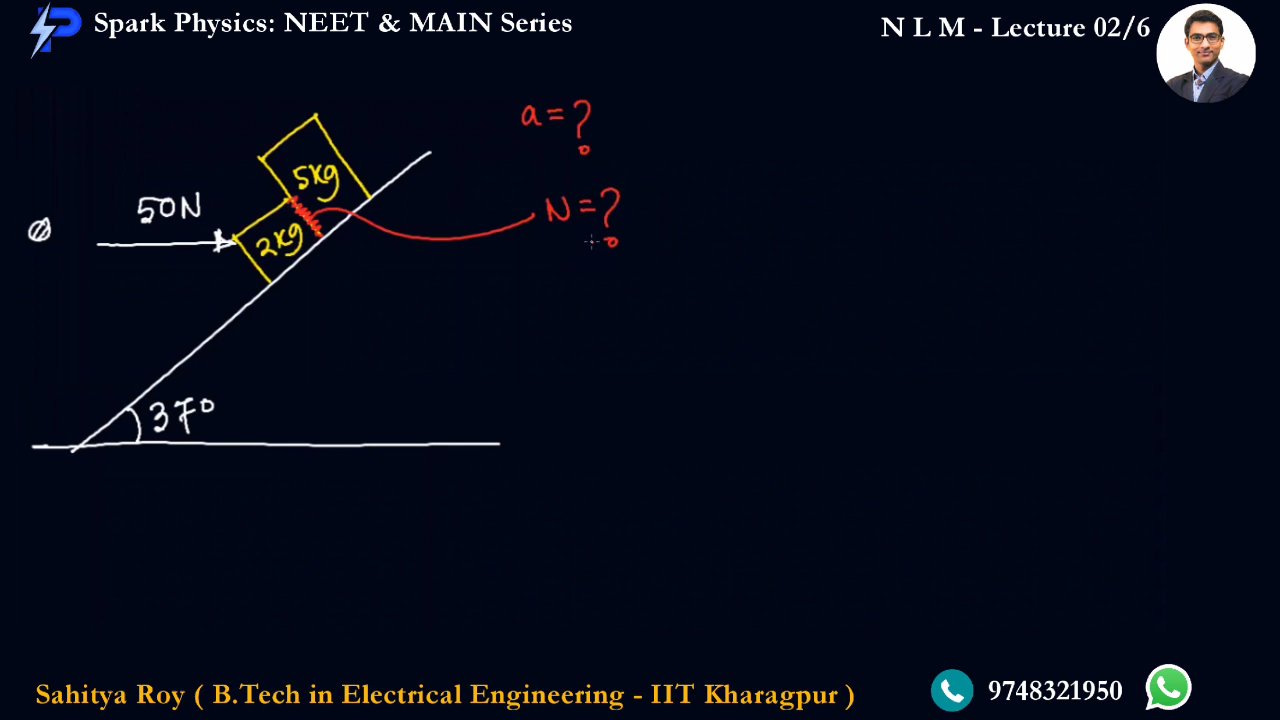 Spark Physics: NEET & MAIN Series
N L M - Lecture 02/6
a = ?
5kg
50N
N = ?
2kg
37°
Sahitya Roy ( B.Tech in Electrical Engineering - IIT Kharagpur )
9748321950